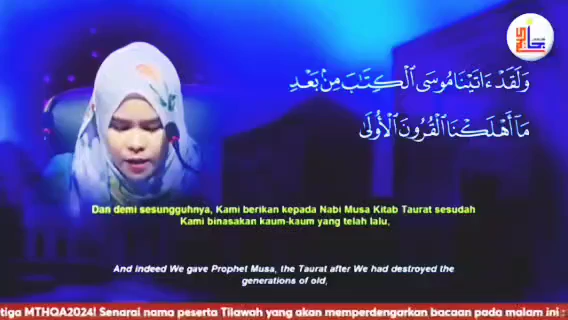 وَلَقَدْ ءَاتَيْنَا مُوسَى ٱلْكِتَٰبَ مِنۢ بَعْدِ
مَآ أَهْلَكْنَا ٱلْقُرُونَ ٱلْأُولَىٰ
Dan demi sesungguhnya, Kami berikan kepada Nabi Musa Kitab Taurat sesudah
Kami binasakan kaum-kaum yang telah lalu,
And indeed We gave Prophet Musa, the Taurat after We had destroyed the
generations of old,
tiga MTHQA2024! Senarai nama peserta Tilawah yang akan memperdengarkan bacaan pada malam ini :